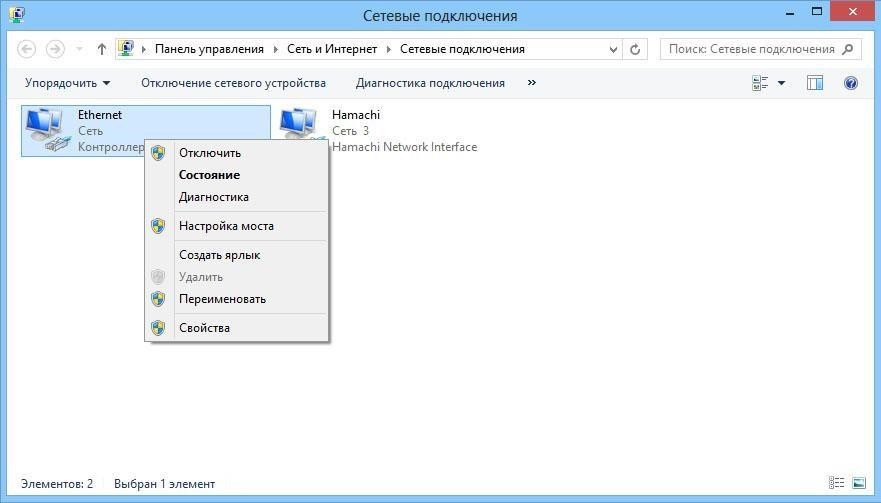 Сетевые подключения
Панель управления Сеть и Интернет Сетевые подключения
Поиск: Сетевые подключения
Упорядочить Отключение сетевого устройства Диагностика подключения »
Ethernet
Сеть
Контроллер
Hamachi
Сеть 3
Hamachi Network Interface
Отключить
Состояние
Диагностика
Настройка моста
Создать ярлык
Удалить
Переименовать
Свойства
Элементов: 2 Выбран 1 элемент